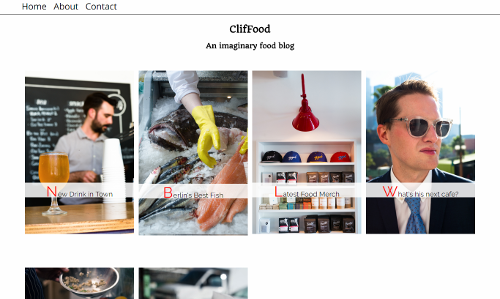 Home About Contact
ClifFood
An imaginary food blog
New Drink in Town
Berlin's Best Fish
Latest Food Merch
What's his next cafe?